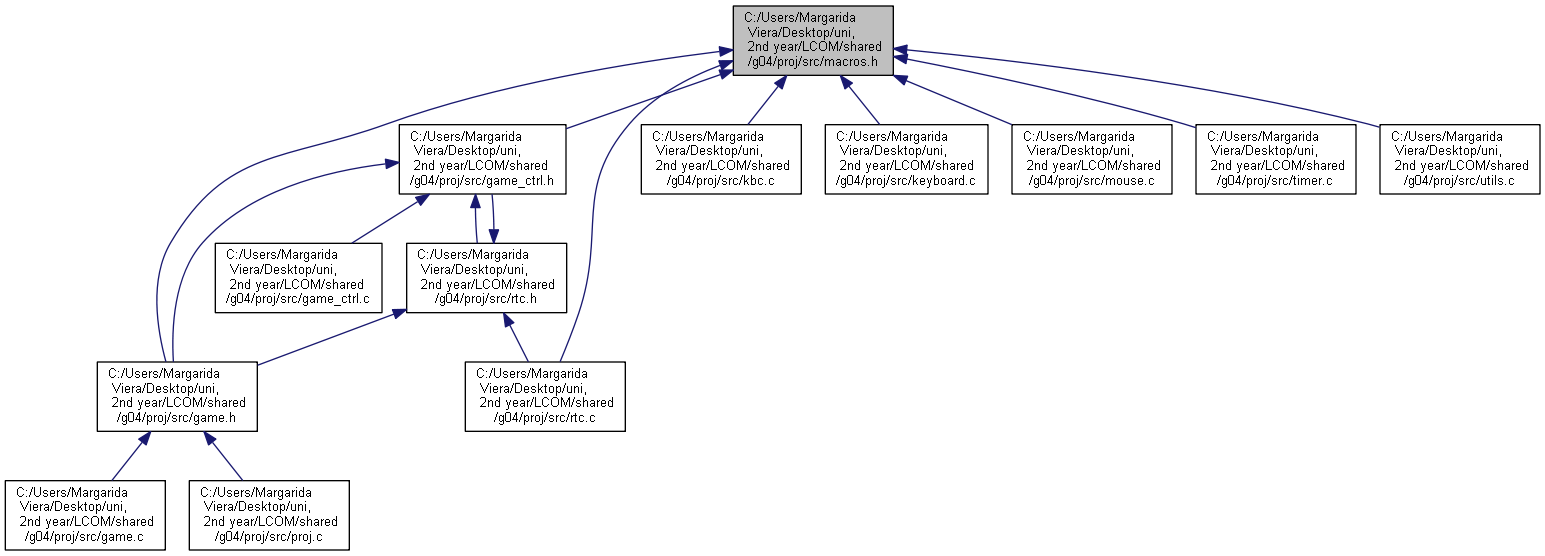 C:/Users/Margarida
Viera/Desktop/uni,
2nd year/LCOM/shared
/g04/proj/src/macros.h
C:/Users/Margarida
Viera/Desktop/uni,
2nd year/LCOM/shared
/g04/proj/src/game_ctrl.h
C:/Users/Margarida
Viera/Desktop/uni,
2nd year/LCOM/shared
/g04/proj/src/kbc.c
C:/Users/Margarida
Viera/Desktop/uni,
2nd year/LCOM/shared
/g04/proj/src/keyboard.c
C:/Users/Margarida
Viera/Desktop/uni,
2nd year/LCOM/shared
/g04/proj/src/mouse.c
C:/Users/Margarida
Viera/Desktop/uni,
2nd year/LCOM/shared
/g04/proj/src/timer.c
C:/Users/Margarida
Viera/Desktop/uni,
2nd year/LCOM/shared
/g04/proj/src/utils.c
C:/Users/Margarida
Viera/Desktop/uni,
2nd year/LCOM/shared
/g04/proj/src/game_ctrl.c
C:/Users/Margarida
Viera/Desktop/uni,
2nd year/LCOM/shared
/g04/proj/src/rtc.h
C:/Users/Margarida
Viera/Desktop/uni,
2nd year/LCOM/shared
/g04/proj/src/game.h
C:/Users/Margarida
Viera/Desktop/uni,
2nd year/LCOM/shared
/g04/proj/src/rtc.c
C:/Users/Margarida
Viera/Desktop/uni,
2nd year/LCOM/shared
/g04/proj/src/game.c
C:/Users/Margarida
Viera/Desktop/uni,
2nd year/LCOM/shared
/g04/proj/src/proj.c